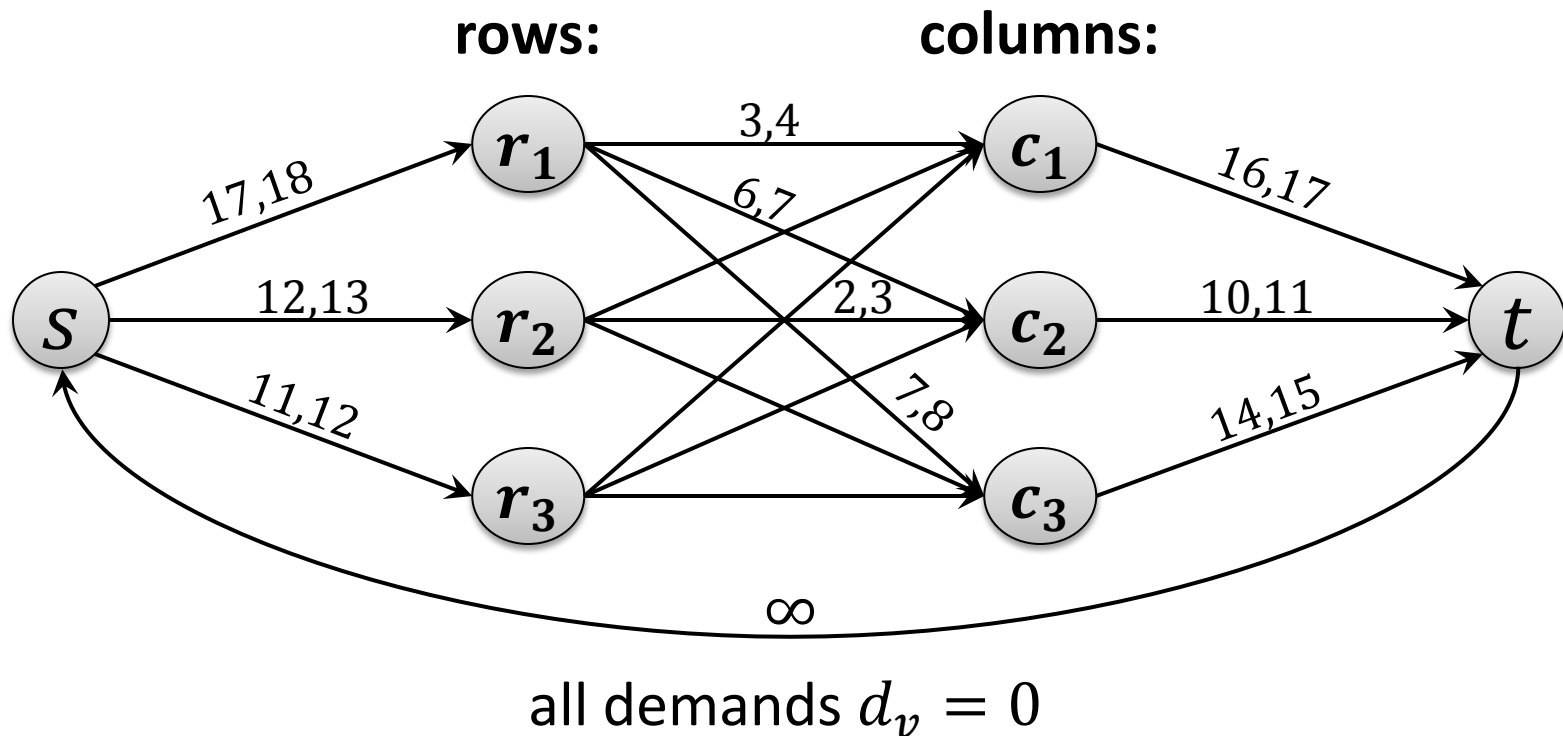 rows: columns:
r₁ 3,4 c₁
17,18 6,7 16,17
s 12,13 r₂ 2,3 c₂ 10,11 t
11,12 7,8 14,15
r₃ c₃
∞
all demands dᵥ = 0